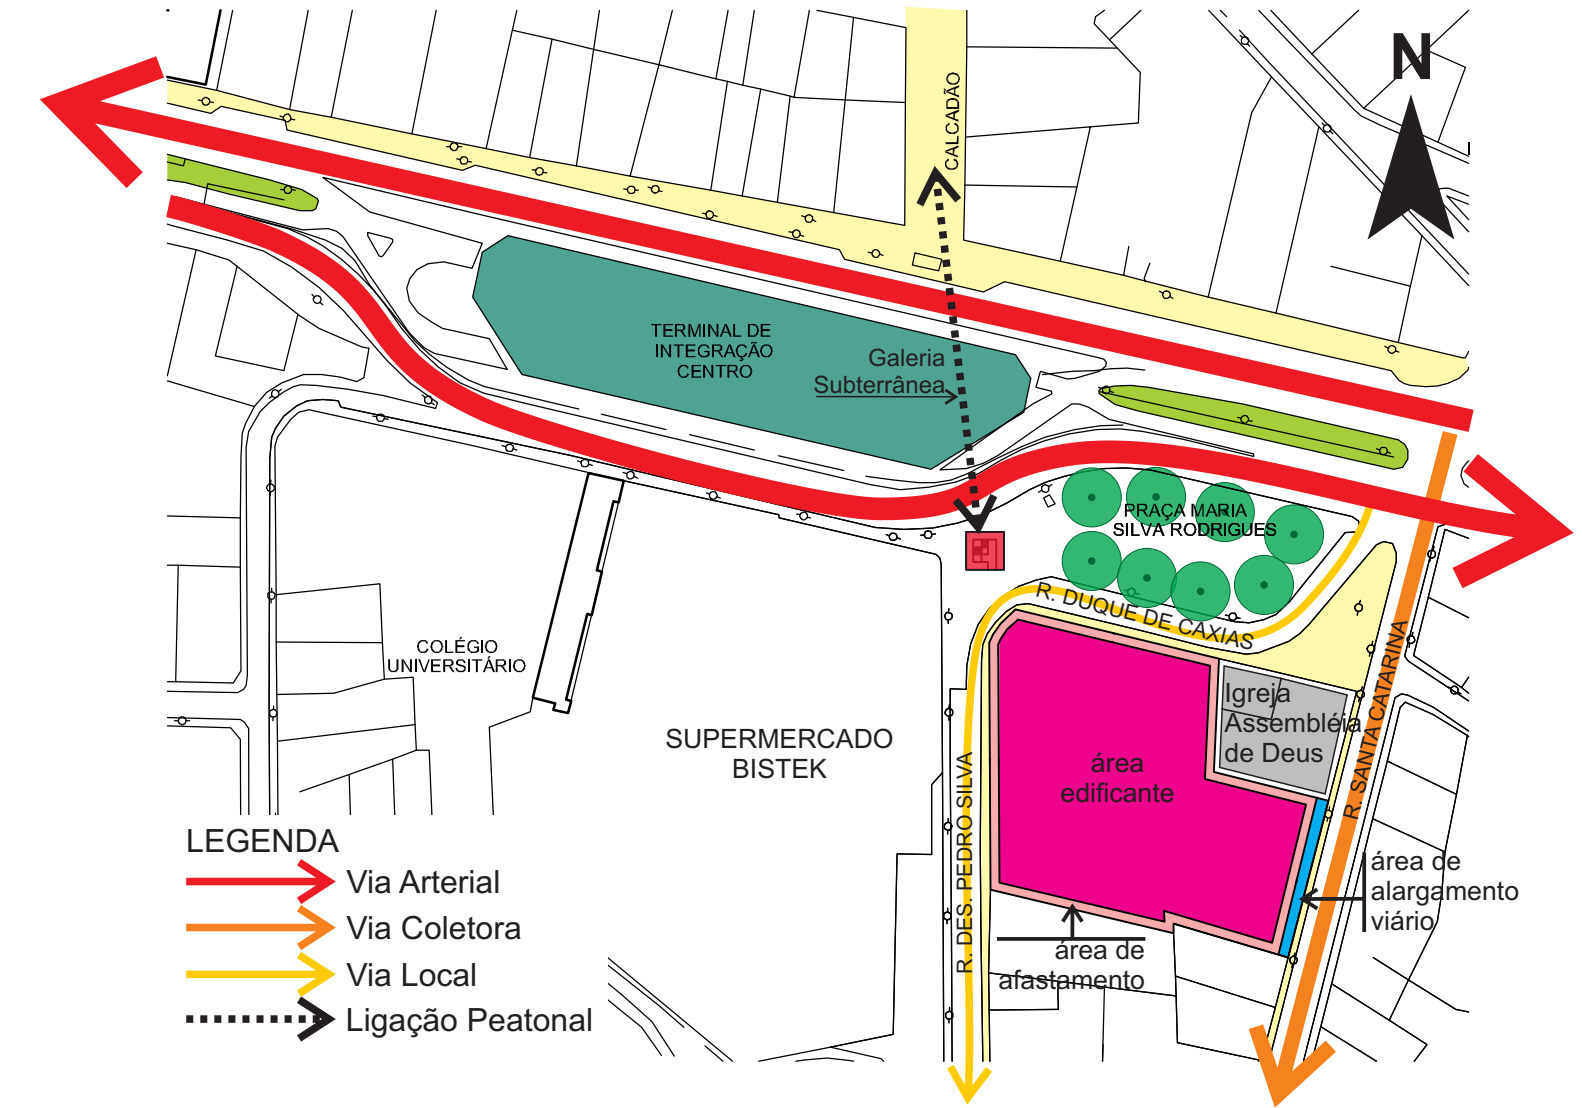 N
CALCADÃO
TERMINAL DE
INTEGRAÇÃO
CENTRO
Galeria
Subterrânea
PRAÇA MARIA
SILVA RODRIGUES
R. DUQUE DE CAXIAS
COLÉGIO
UNIVERSITÁRIO
SUPERMERCADO
BISTEK
Igreja
Assembléia
de Deus
R. SANTA CATARINA
área
edificante
R. DES. PEDRO SILVA
área de
alargamento
viário
área de
afastamento
LEGENDA
Via Arterial
Via Coletora
Via Local
Ligação Peatonal